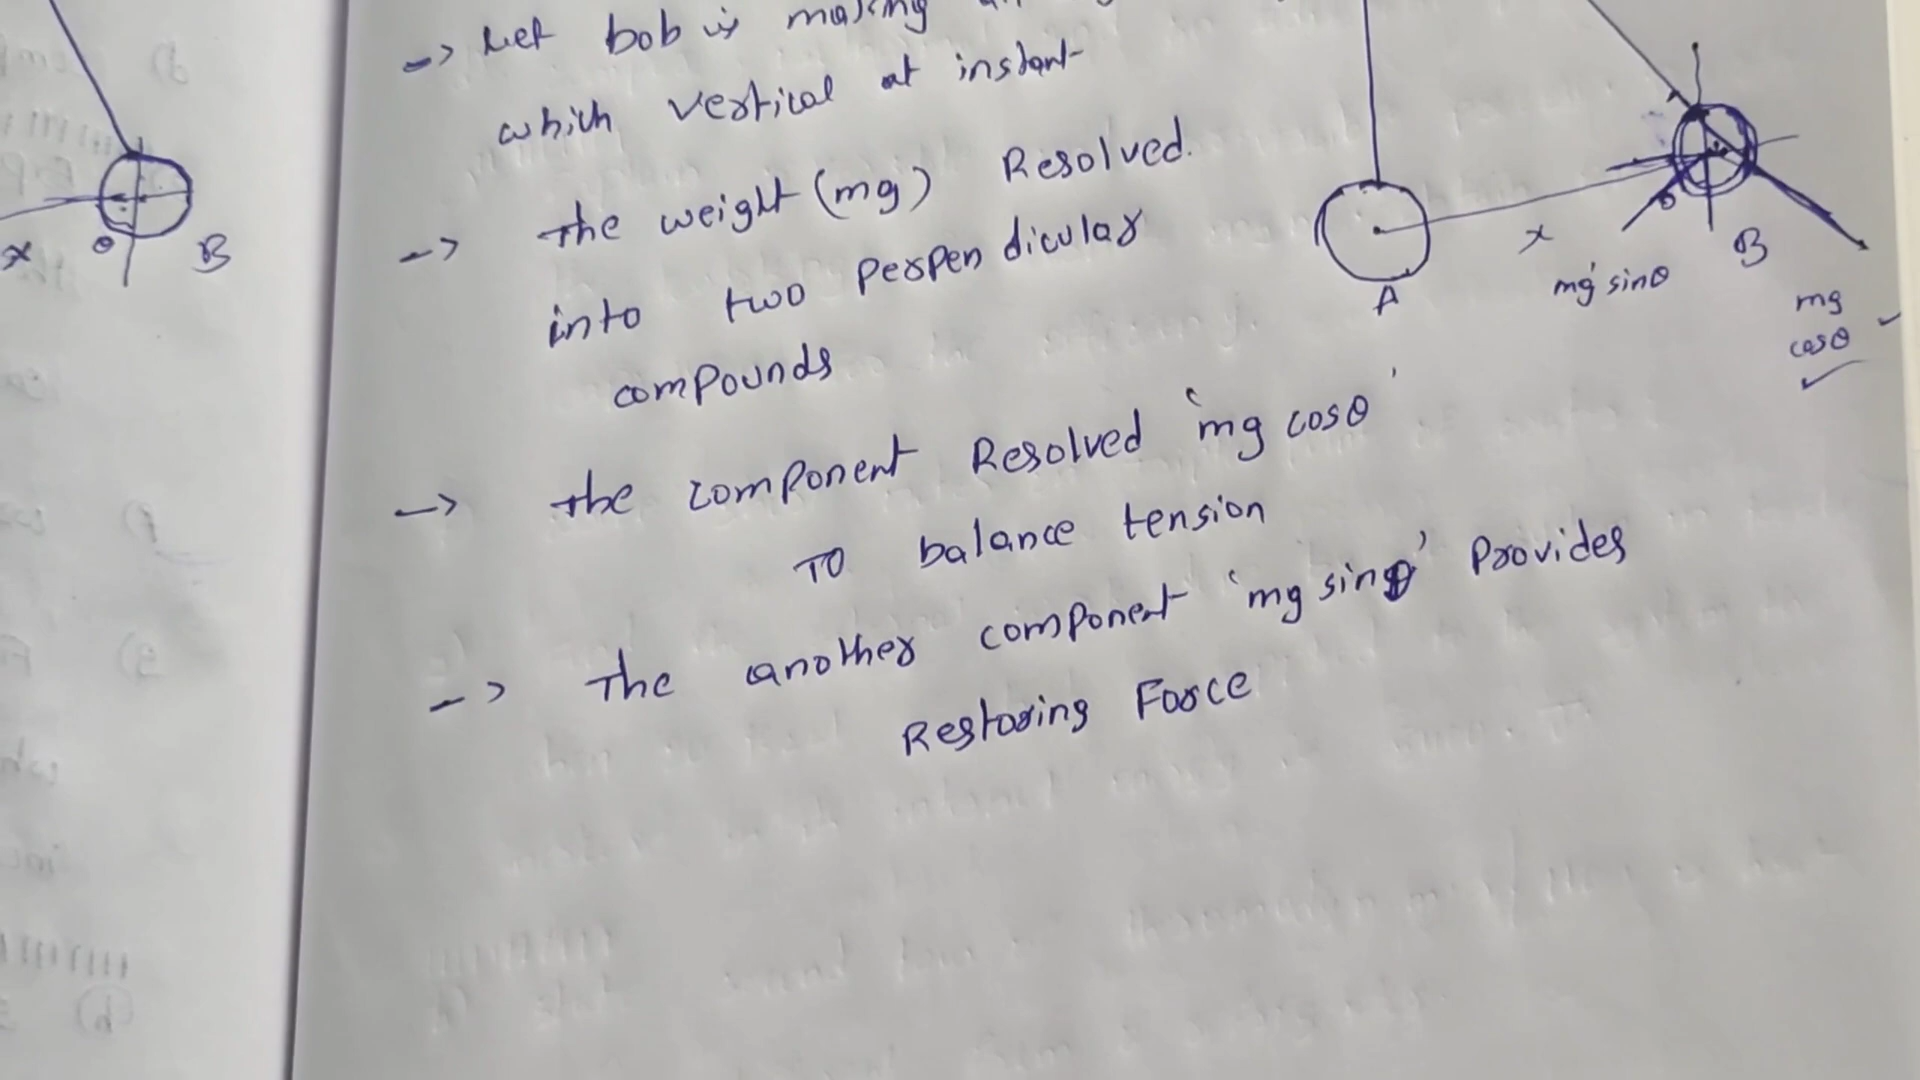 -> Let bob is making
which vertical at instant
-> the weight (mg) Resolved.
into two perpendicular
compounds
-> the component Resolved 'mg cosθ'
TO balance tension
-> The another component 'mg sinθ' Provides
Restoring Force
x
θ
B
A
x
θ
B
mg sinθ
mg
cosθ